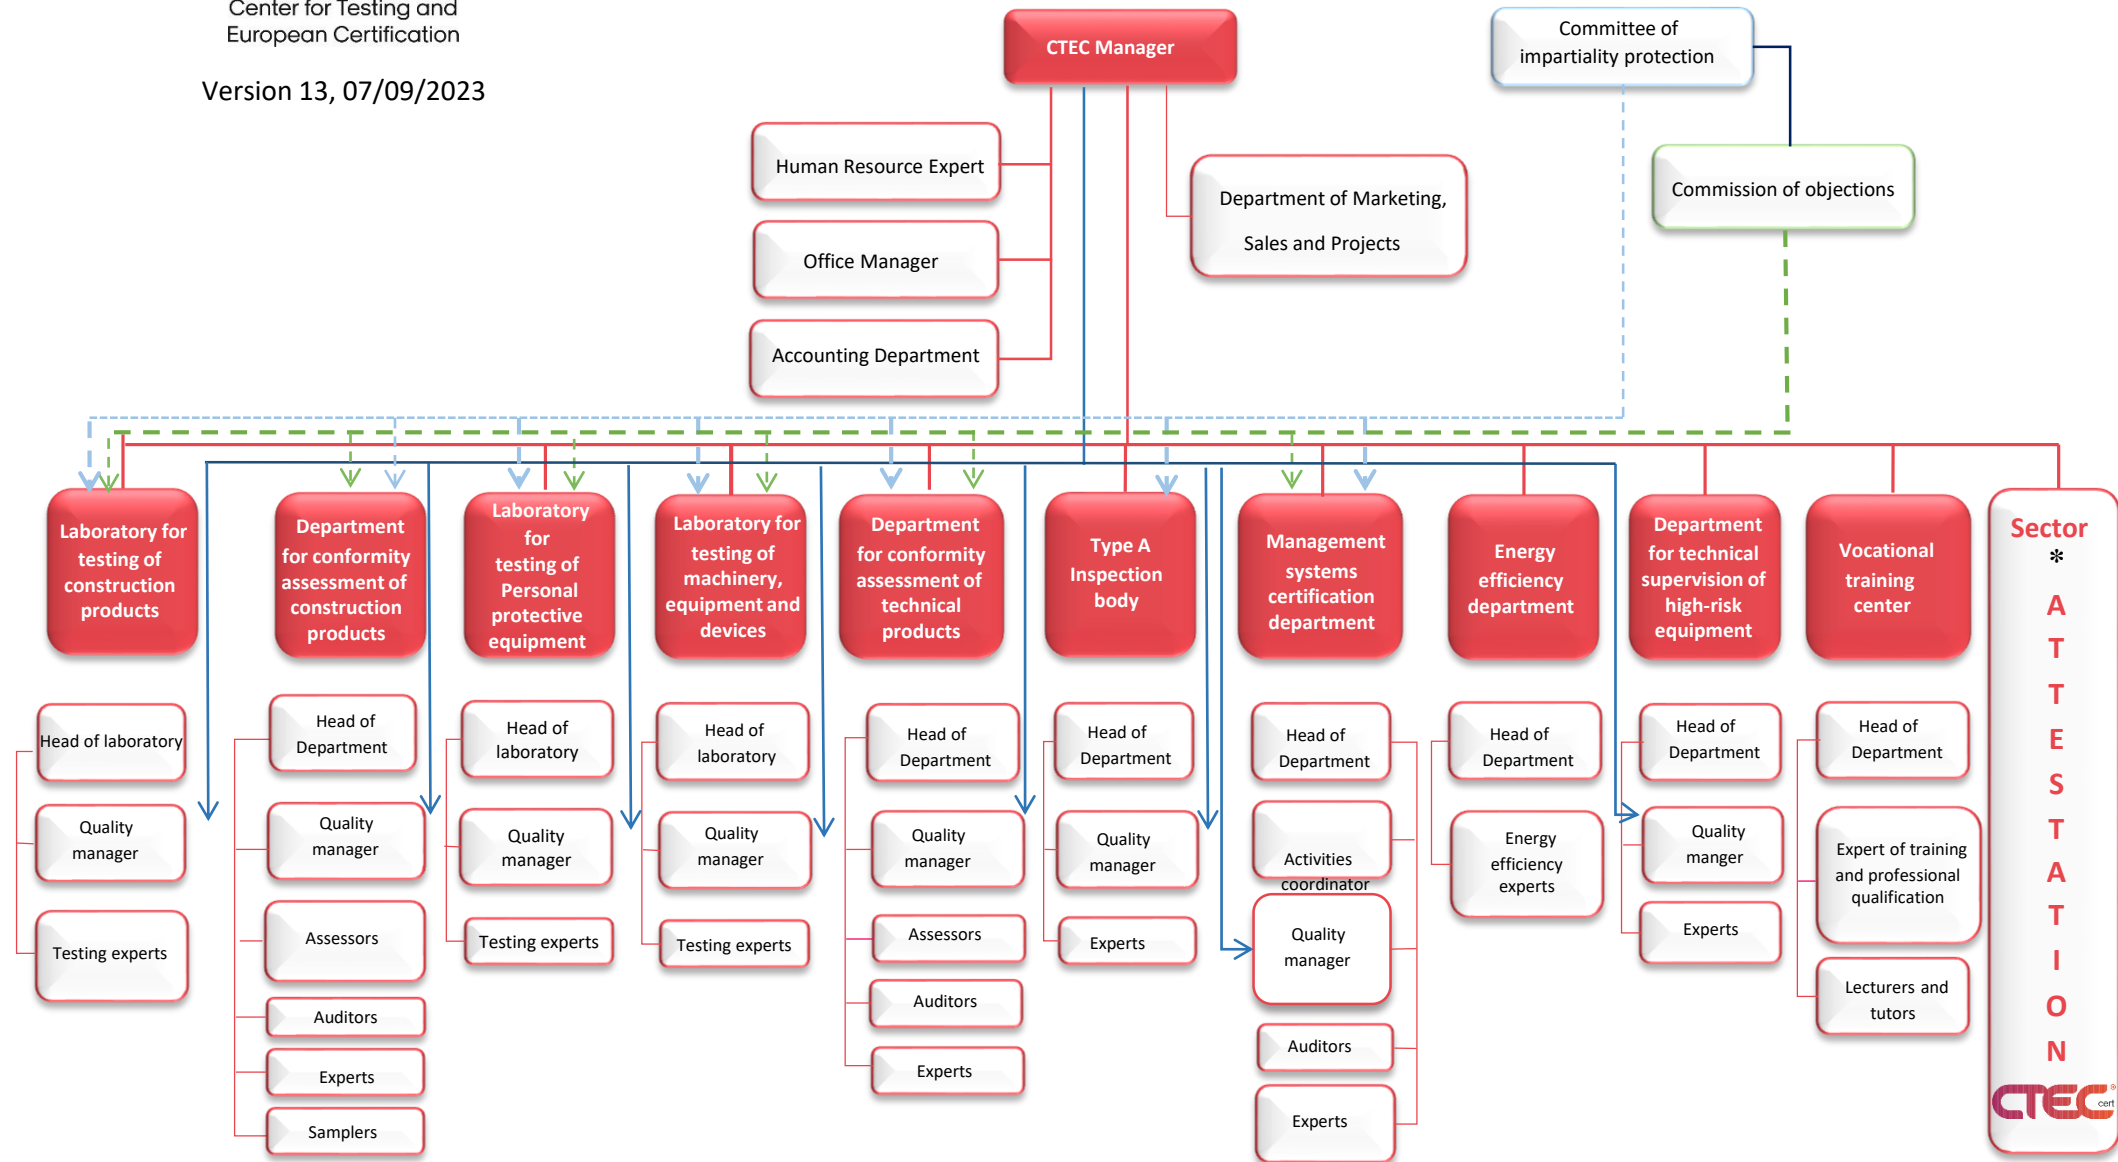 Center for Testing and
European Certification
Version 13, 07/09/2023
CTEC Manager
Committee of
impartiality protection
Human Resource Expert
Department of Marketing,
Sales and Projects
Commission of objections
Office Manager
Accounting Department
Laboratory for
testing of
construction
products
Department
for conformity
assessment of
construction
products
Laboratory
for
testing of
Personal
protective
equipment
Laboratory for
testing of
machinery,
equipment and
devices
Department
for conformity
assessment of
technical
products
Type A
Inspection
body
Management
systems
certification
department
Energy
efficiency
department
Department
for technical
supervision of
high-risk
equipment
Vocational
training
center
Sector
*
A
T
T
E
S
T
A
T
I
O
N
Head of laboratory
Quality
manager
Testing experts
Head of
Department
Quality
manager
Assessors
Auditors
Experts
Samplers
Head of
laboratory
Quality
manager
Testing experts
Head of
laboratory
Quality
manager
Testing experts
Head of
Department
Quality
manager
Assessors
Auditors
Experts
Head of
Department
Quality
manager
Experts
Head of
Department
Activities
coordinator
Quality
manager
Auditors
Experts
Head of
Department
Energy
efficiency
experts
Head of
Department
Quality
manger
Experts
Head of
Department
Expert of training
and professional
qualification
Lecturers and
tutors
CTEC
cert
®